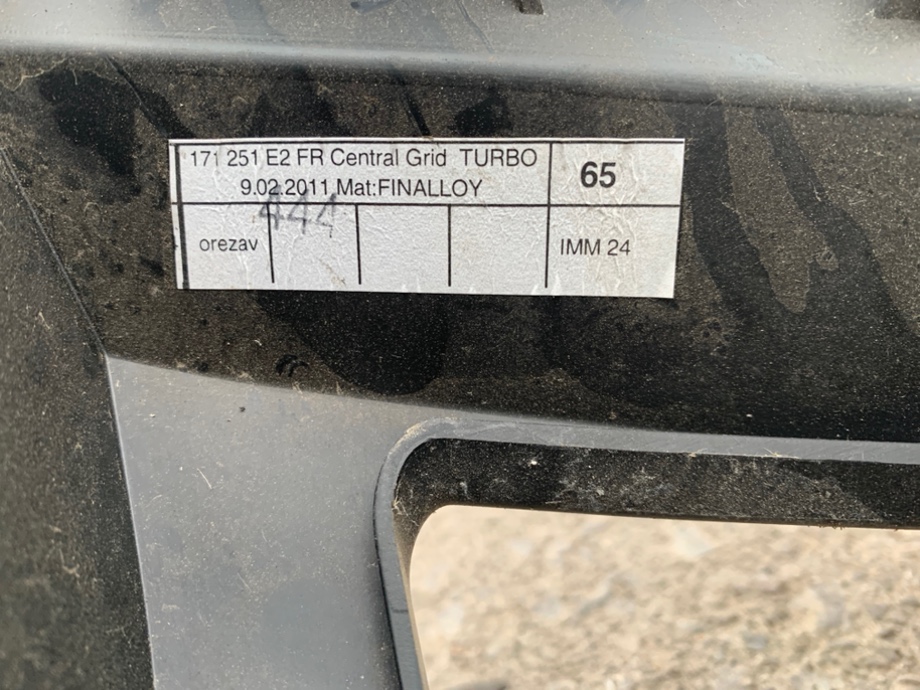 171 251 E2 FR Central Grid TURBO
9.02.2011 Mat:FINALLOY
65
444
orezav
IMM 24